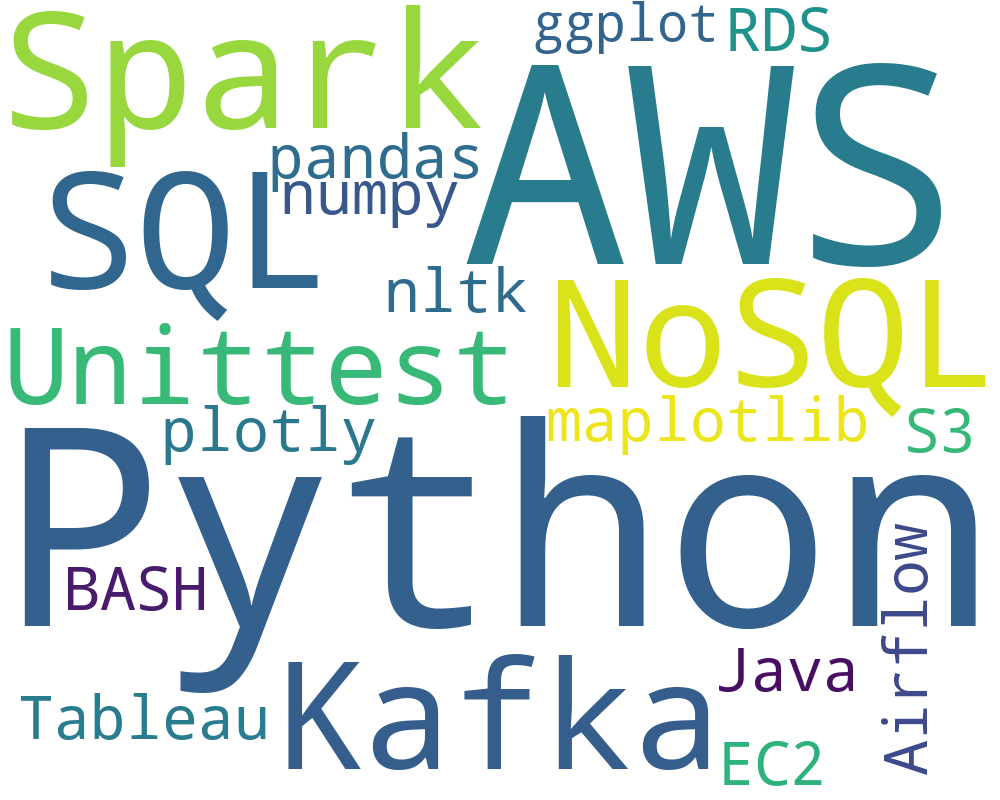 Spark
ggplot
RDS
AWS
pandas
SQL
numpy
nltk
NoSQL
Unittest
maplotlib
plotly
S3
Python
Airflow
BASH
Kafka
Java
Tableau
EC2